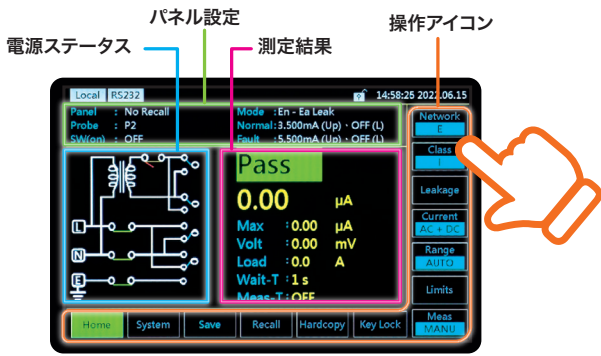 パネル設定
操作アイコン
電源ステータス
測定結果
Local RS232 14:58:25 2022.06.15
Panel : No Recall Mode :En - Ea Leak
Probe : P2 Normal:3.500mA (Up)・OFF (L)
SW(on) : OFF Fault :5.500mA (Up)・OFF (L)
Network
E
Class
I
Leakage
Current
AC + DC
Range
AUTO
Limits
Meas
MANU
Pass
0.00 μA
Max :0.00 μA
Volt :0.00 mV
Load :0.0 A
Wait-T :1 s
Meas-T:OFF
L
N
E
Home System Save Recall Hardcopy Key Lock